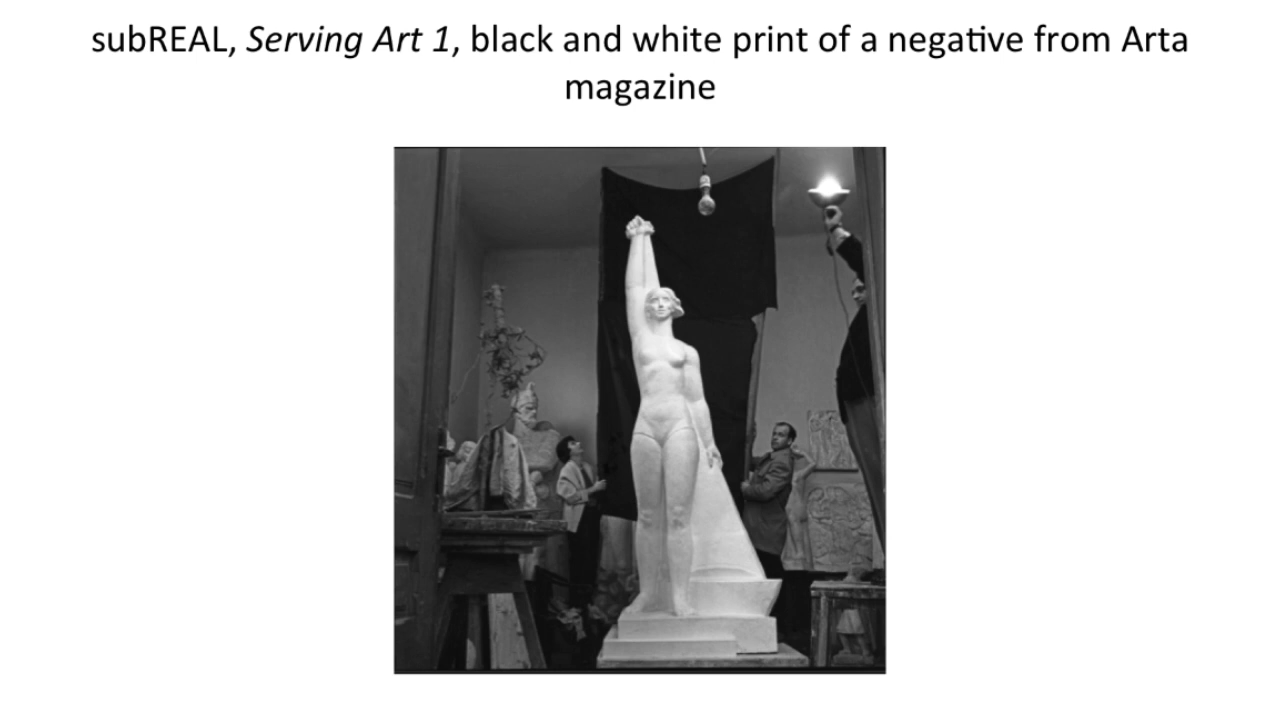 subREAL, Serving Art 1, black and white print of a negative from Arta
magazine